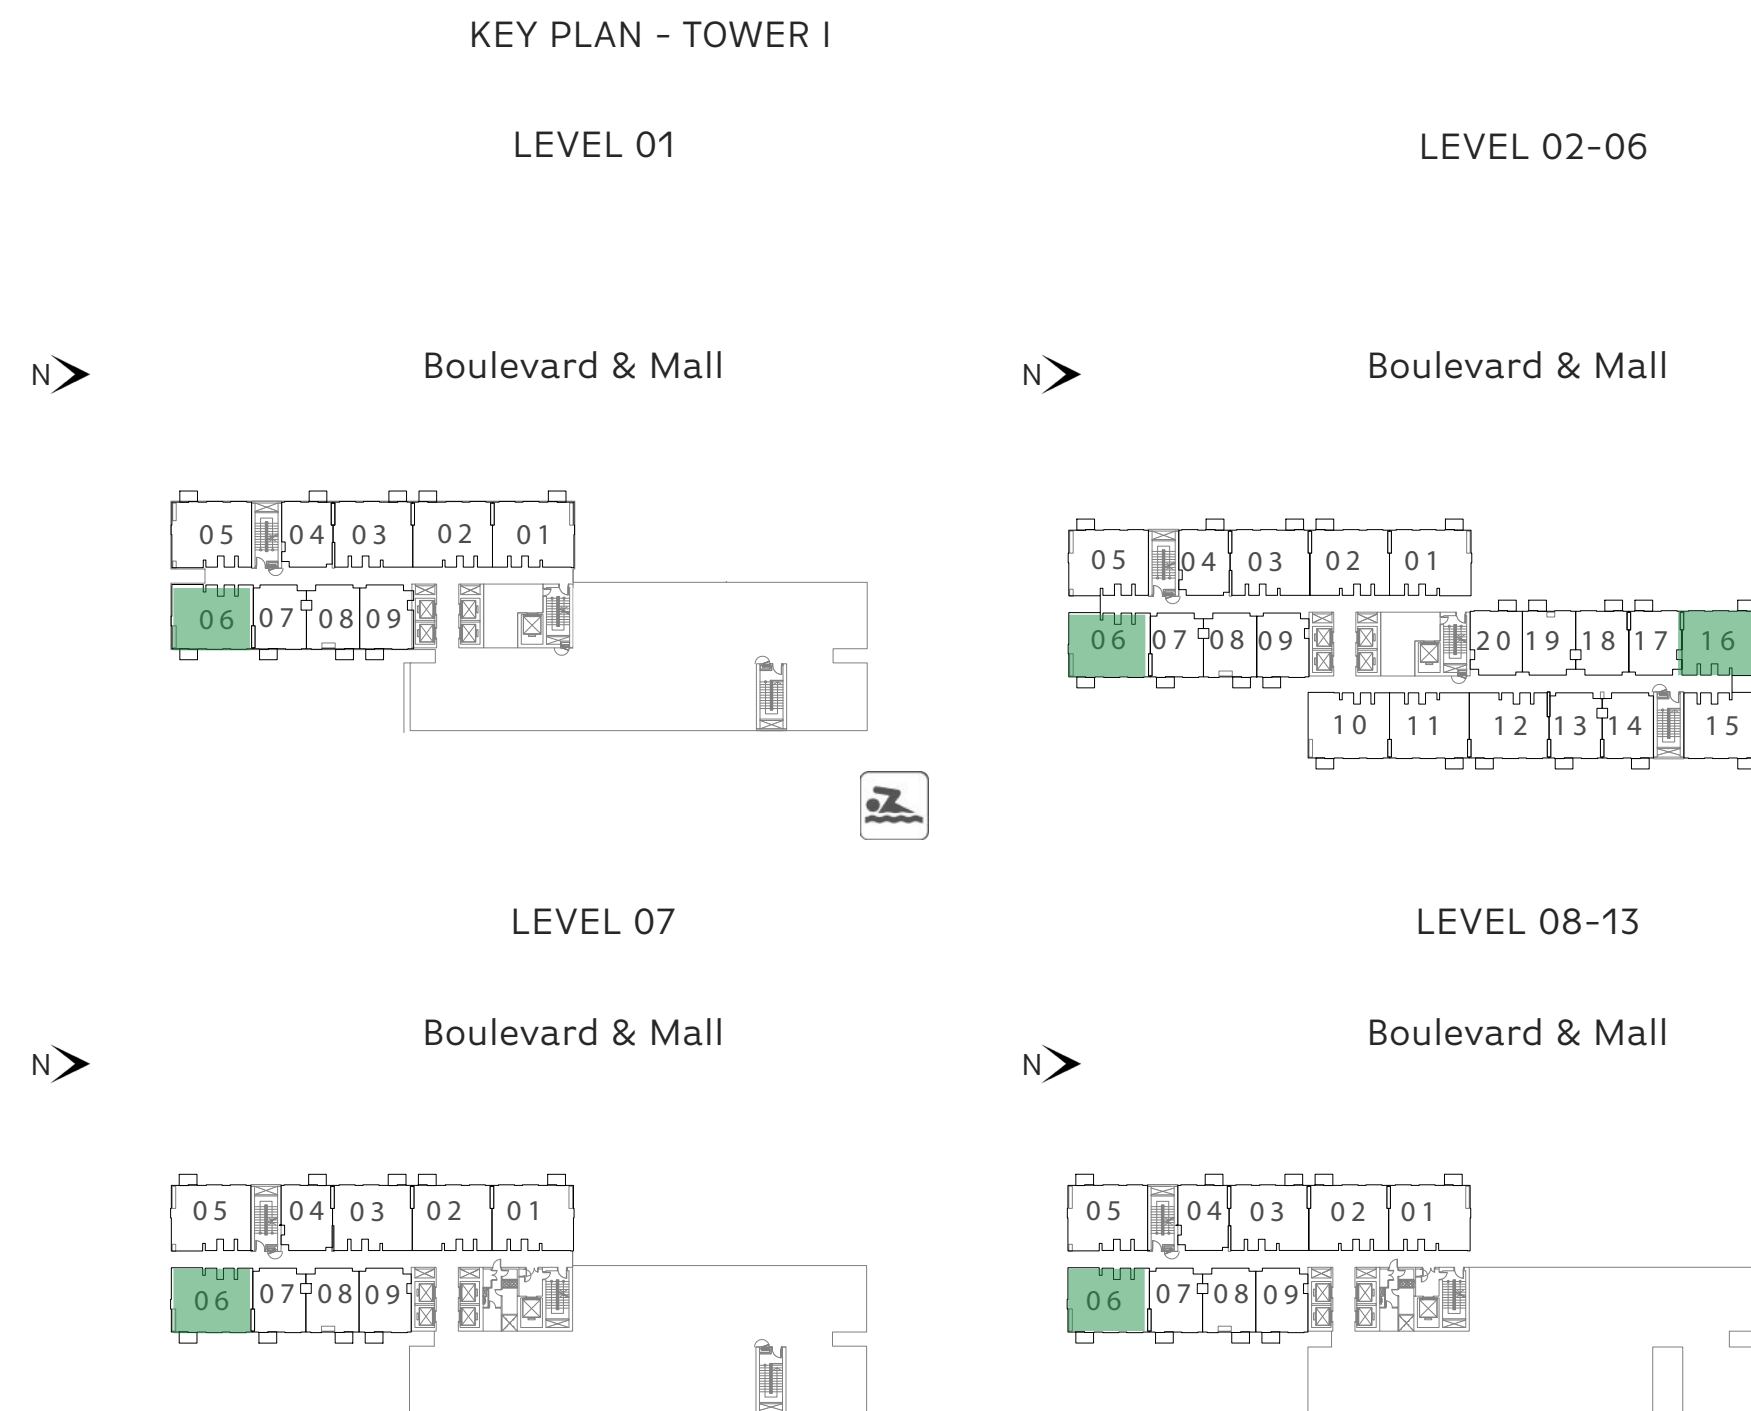 KEY PLAN - TOWER I
LEVEL 01
LEVEL 02-06
N
Boulevard & Mall
N
Boulevard & Mall
05 04 03 02 01
06 07 08 09
05 04 03 02 01
06 07 08 09 20 19 18 17 16
10 11 12 13 14 15
LEVEL 07
LEVEL 08-13
N
Boulevard & Mall
N
Boulevard & Mall
05 04 03 02 01
06 07 08 09
05 04 03 02 01
06 07 08 09